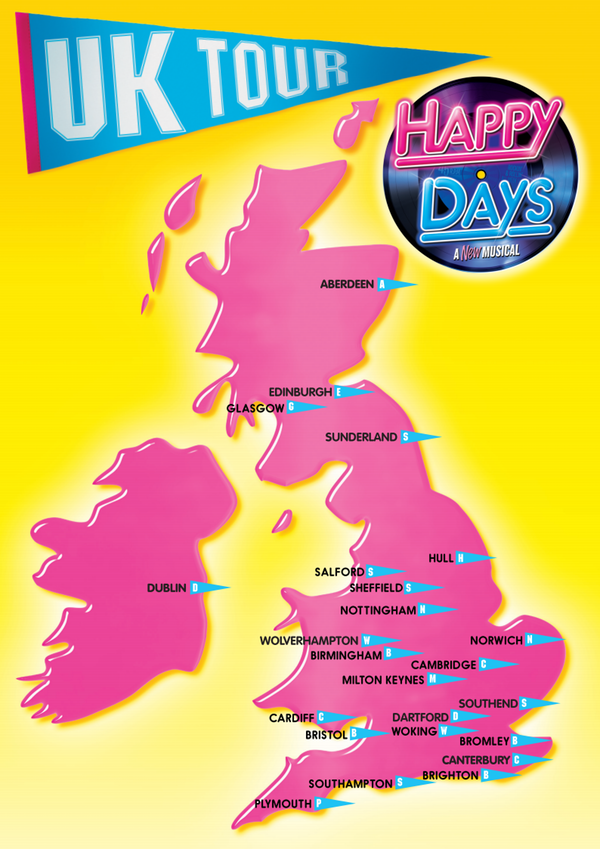 UK TOUR
HAPPY
DAYS
A New MUSICAL
ABERDEEN A
EDINBURGH E
GLASGOW G
SUNDERLAND S
HULL H
SALFORD S
SHEFFIELD S
DUBLIN D
NOTTINGHAM N
WOLVERHAMPTON W
NORWICH N
BIRMINGHAM B
CAMBRIDGE C
MILTON KEYNES M
SOUTHEND S
CARDIFF C
DARTFORD D
BRISTOL B
WOKING W
BROMLEY B
CANTERBURY C
BRIGHTON B
SOUTHAMPTON S
PLYMOUTH P